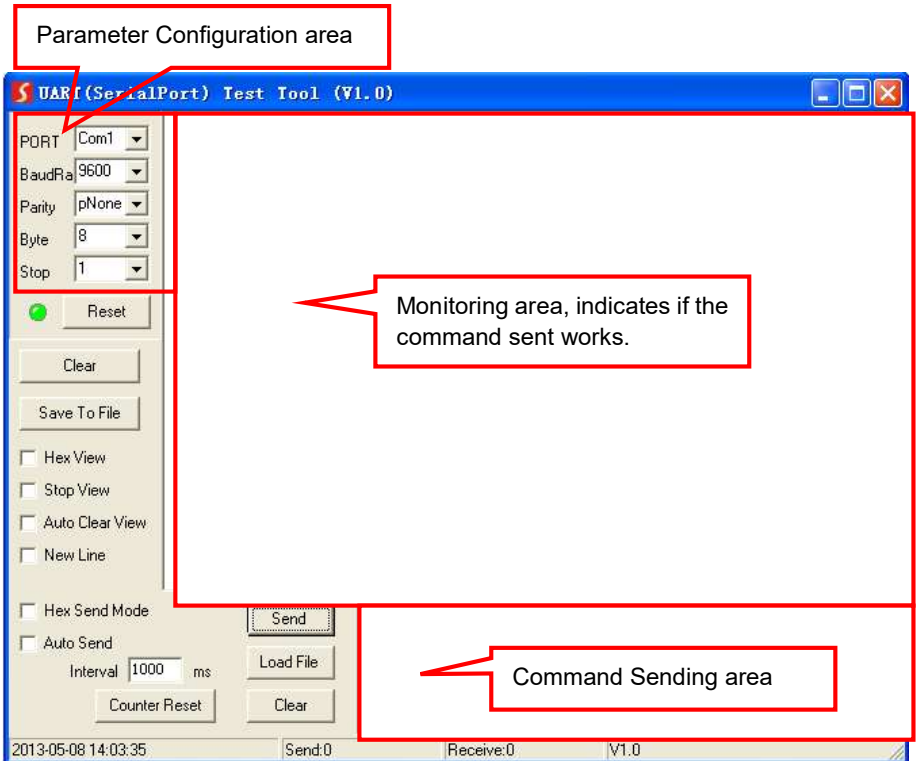 Parameter Configuration area
UART(SerialPort) Test Tool (V1.0)
PORT Com1
BaudRa 9600
Parity pNone
Byte 8
Stop 1
Reset
Clear
Save To File
Hex View
Stop View
Auto Clear View
New Line
Monitoring area, indicates if the
command sent works.
Hex Send Mode
Send
Auto Send
Interval 1000 ms
Load File
Counter Reset
Clear
Command Sending area
2013-05-08 14:03:35 Send:0 Receive:0 V1.0